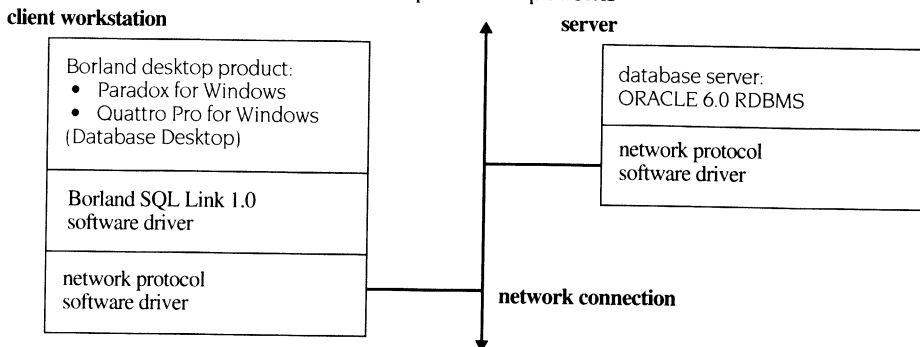 client workstation
Borland desktop product:
• Paradox for Windows
• Quattro Pro for Windows
(Database Desktop)
Borland SQL Link 1.0
software driver
network protocol
software driver
server
database server:
ORACLE 6.0 RDBMS
network protocol
software driver
network connection